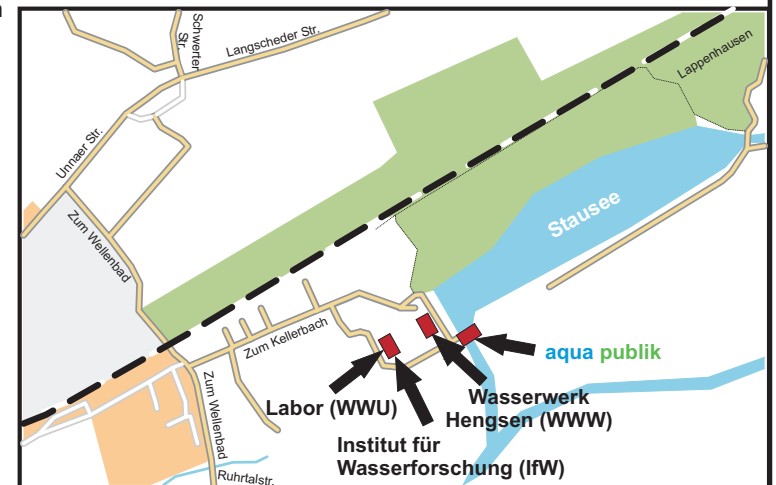 Schwerter
Str.
Langscheder Str.
Lappenhausen
Unnaer Str.
Zum Wellenbad
Stausee
Zum Kellerbach
aqua publik
Zum Wellenbad
Labor (WWU)
Wasserwerk
Hengsen (WWW)
Institut für
Wasserforschung (IfW)
Ruhrtalstr.